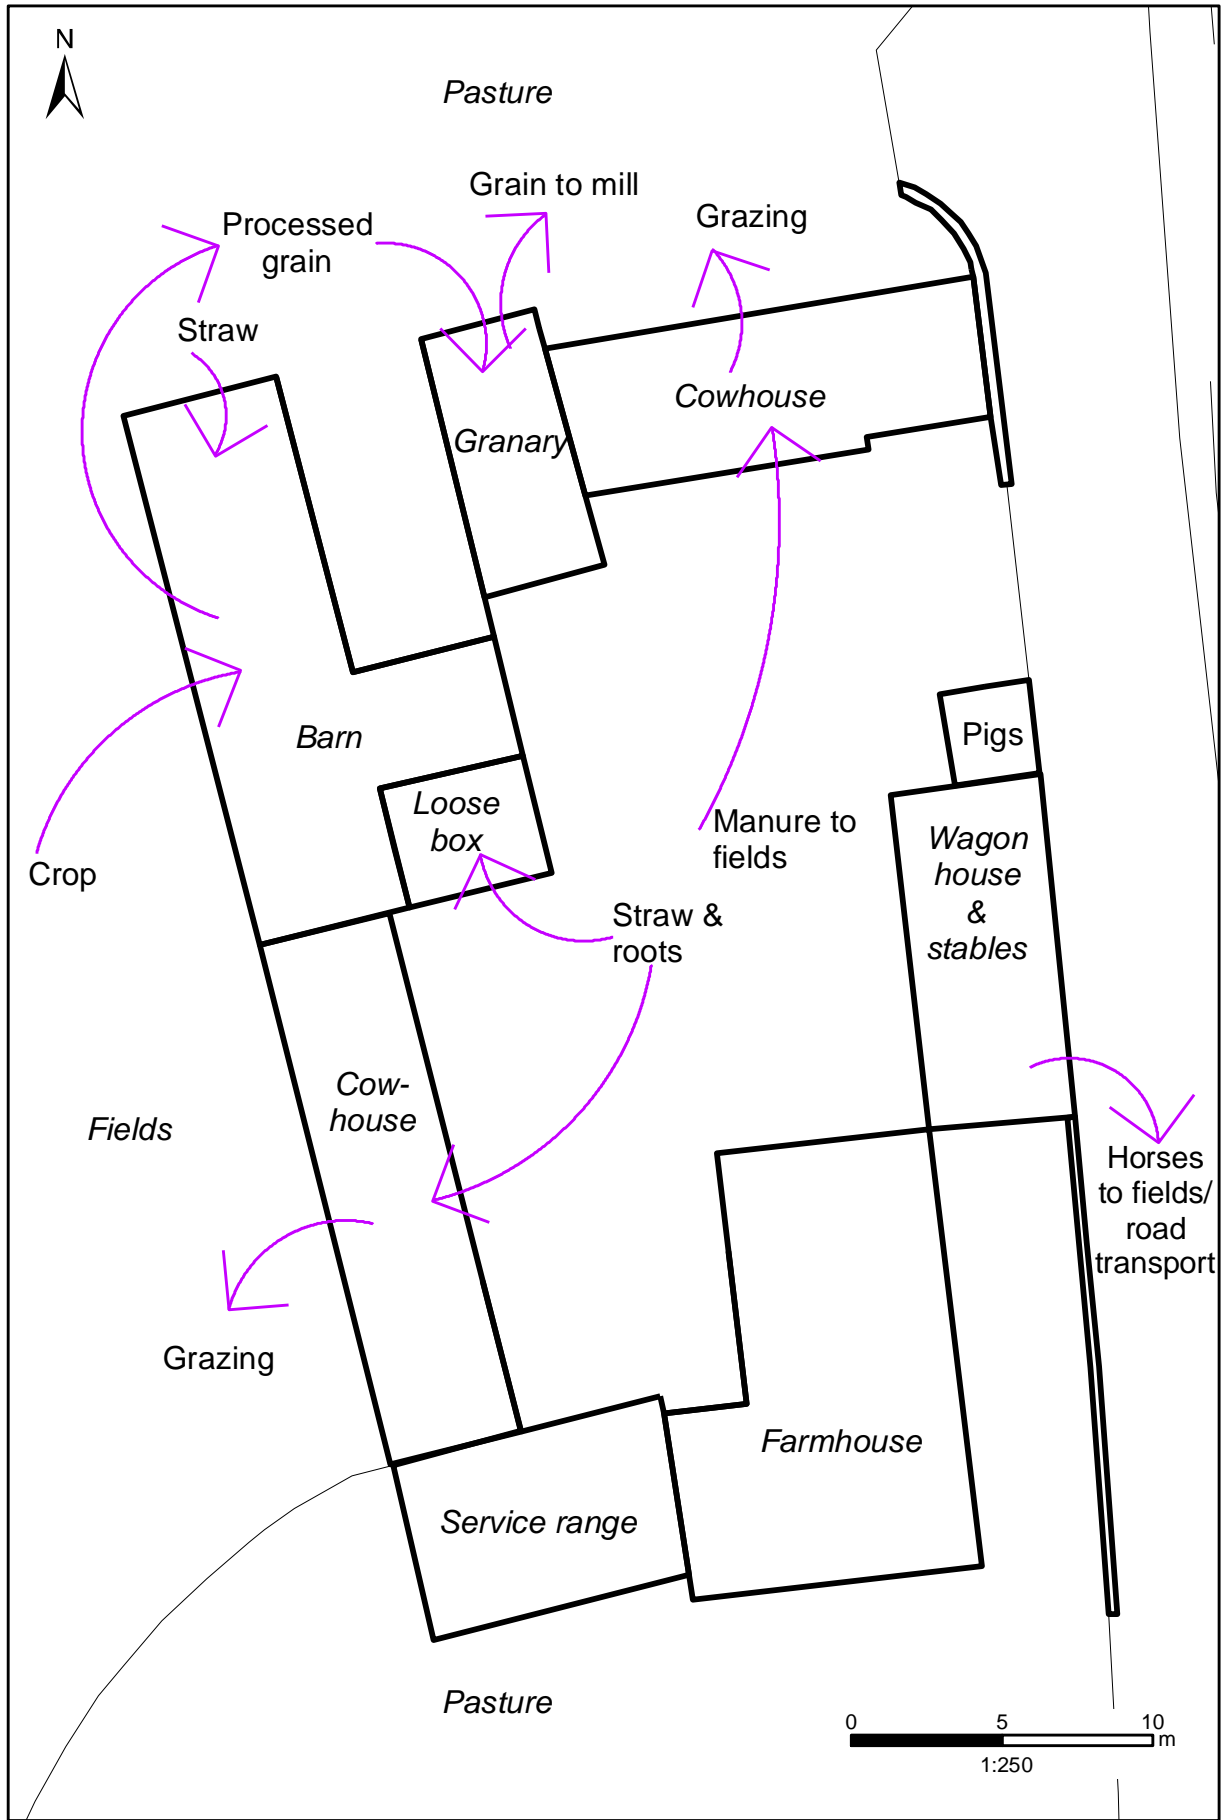 N
Pasture
Grain to mill
Grazing
Processed
grain
Straw
Cowhouse
Granary
Barn
Pigs
Loose
box
Manure to
fields
Wagon
house
&
stables
Crop
Straw &
roots
Cow-
house
Fields
Horses
to fields/
road
transport
Grazing
Farmhouse
Service range
Pasture
0 5 10
m
1:250